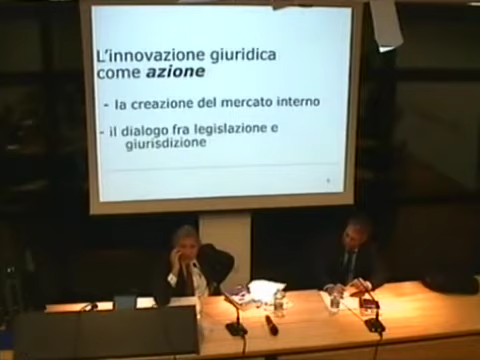 L'innovazione giuridica
come azione
- la creazione del mercato interno
- il dialogo fra legislazione e
giurisdizione